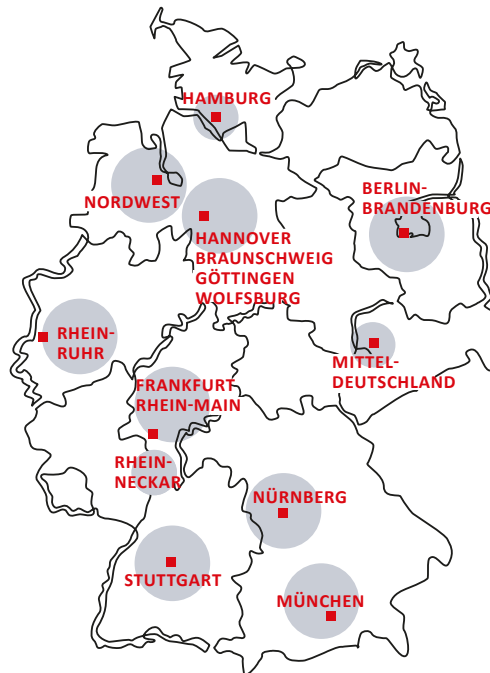 HAMBURG
BERLIN-
BRANDENBURG
NORDWEST
HANNOVER
BRAUNSCHWEIG
GÖTTINGEN
WOLFSBURG
RHEIN-
RUHR
MITTEL-
DEUTSCHLAND
FRANKFURT
RHEIN-MAIN
RHEIN-
NECKAR
NÜRNBERG
STUTTGART
MÜNCHEN